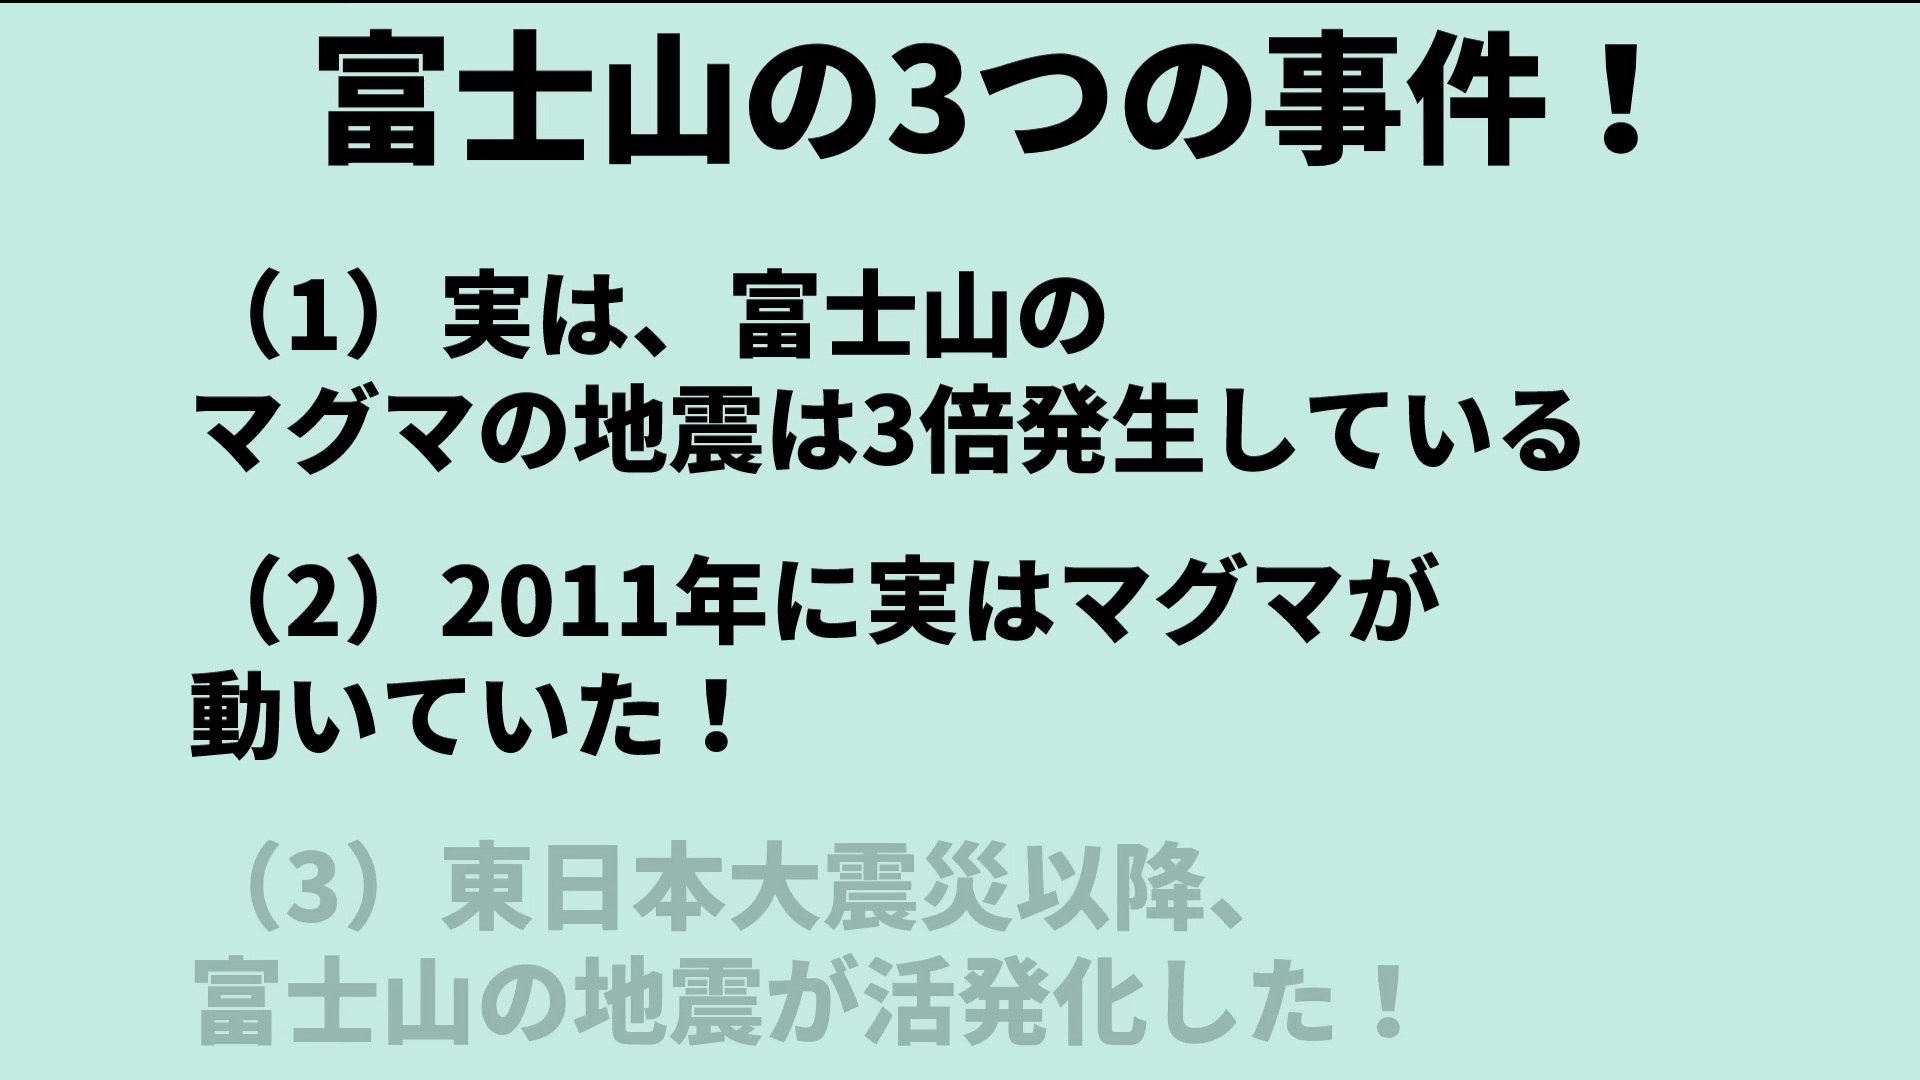 富士山の3つの事件！
（1）実は、富士山の
マグマの地震は3倍発生している
（2）2011年に実はマグマが
動いていた！
（3）東日本大震災以降、
富士山の地震が活発化した！